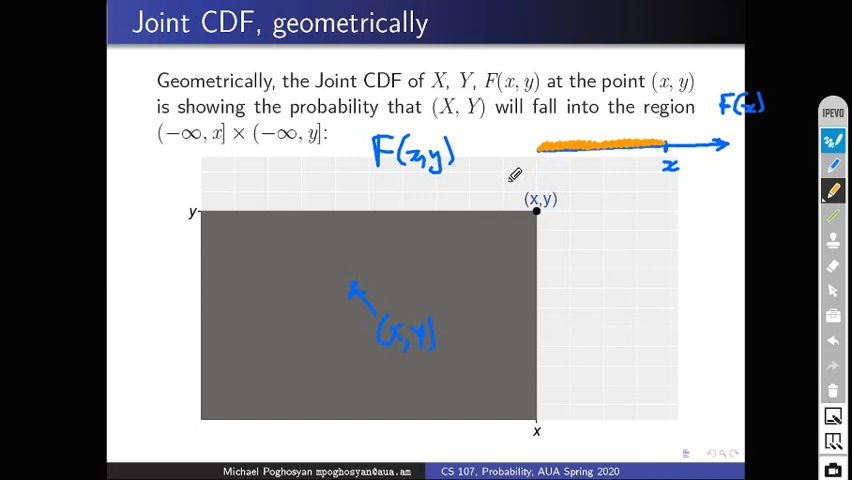 Joint CDF, geometrically
Geometrically, the Joint CDF of X, Y, F(x, y) at the point (x, y)
is showing the probability that (X, Y) will fall into the region
(−∞, x] × (−∞, y]:
F(x)
F(x,y)
x
(x,y)
y
(X,Y)
x
Michael Poghosyan mpoghosyan@aua.am
CS 107, Probability, AUA Spring 2020
IPEVO